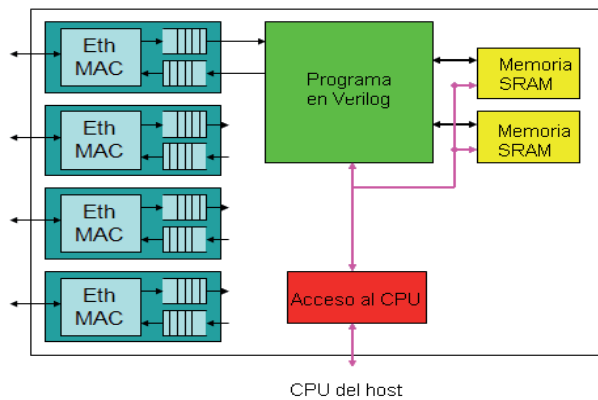 Eth
MAC
Eth
MAC
Eth
MAC
Eth
MAC
Programa
en Verilog
Memoria
SRAM
Memoria
SRAM
Acceso al CPU
CPU del host